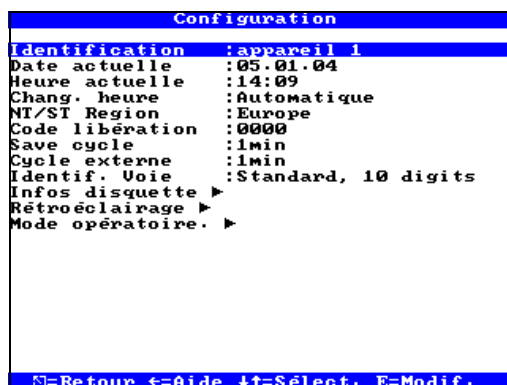 Configuration
Identification :appareil 1
Date actuelle :05.01.04
Heure actuelle :14:09
Chang. heure :Automatique
NT/ST Region :Europe
Code libération :0000
Save cycle :1min
Cycle externe :1min
Identif. Voie :Standard, 10 digits
Infos disquette ►
Rétroéclairage ►
Mode opératoire. ►
=Retour ←=Aide ↓↑=Sélect. E=Modif.